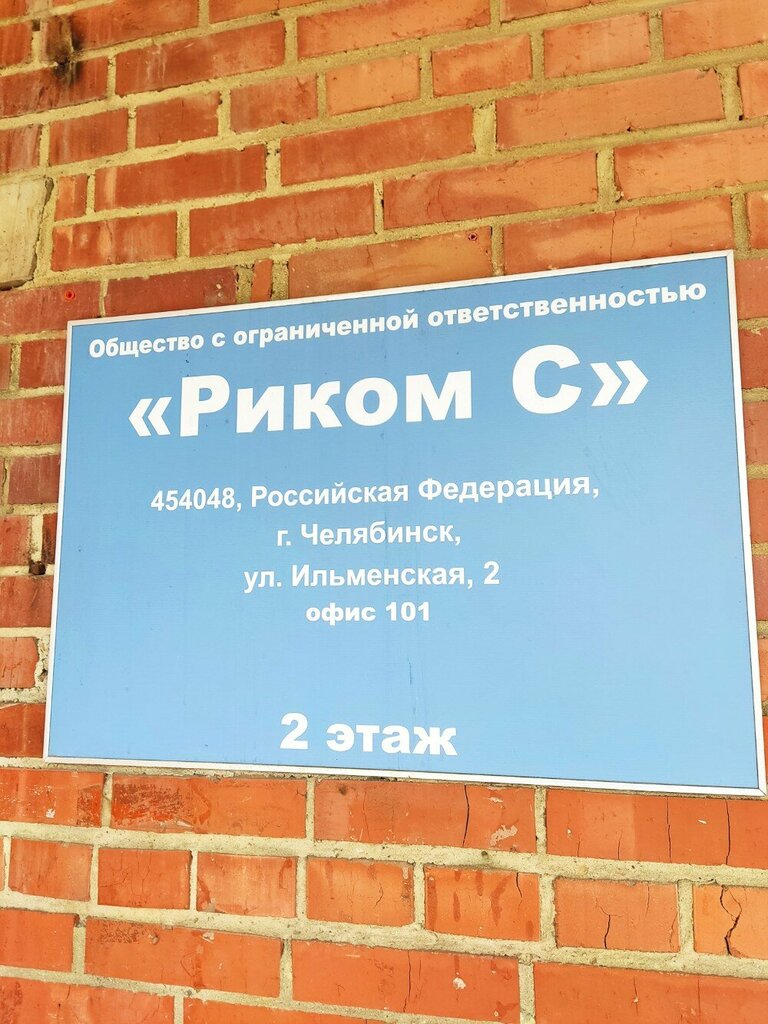 Общество с ограниченной ответственностью
«Риком С»
454048, Российская Федерация,
г. Челябинск,
ул. Ильменская, 2
офис 101
2 этаж